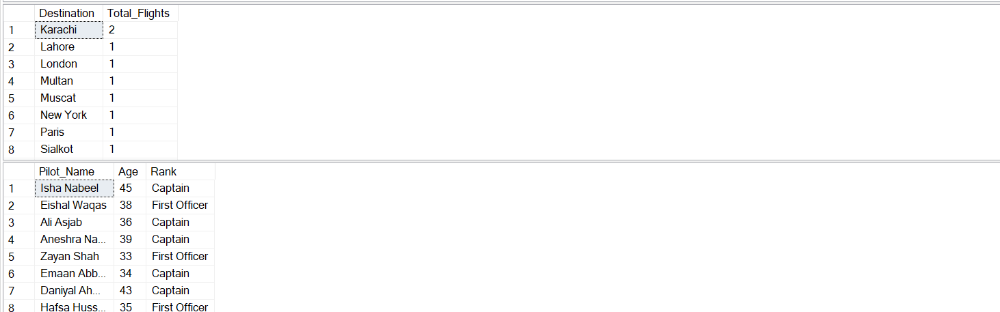 Destination Total_Flights
1 Karachi 2
2 Lahore 1
3 London 1
4 Multan 1
5 Muscat 1
6 New York 1
7 Paris 1
8 Sialkot 1
Pilot_Name Age Rank
1 Isha Nabeel 45 Captain
2 Eishal Waqas 38 First Officer
3 Ali Asjab 36 Captain
4 Aneshra Na... 39 Captain
5 Zayan Shah 33 First Officer
6 Emaan Abb... 34 Captain
7 Daniyal Ah... 43 Captain
8 Hafsa Huss... 35 First Officer